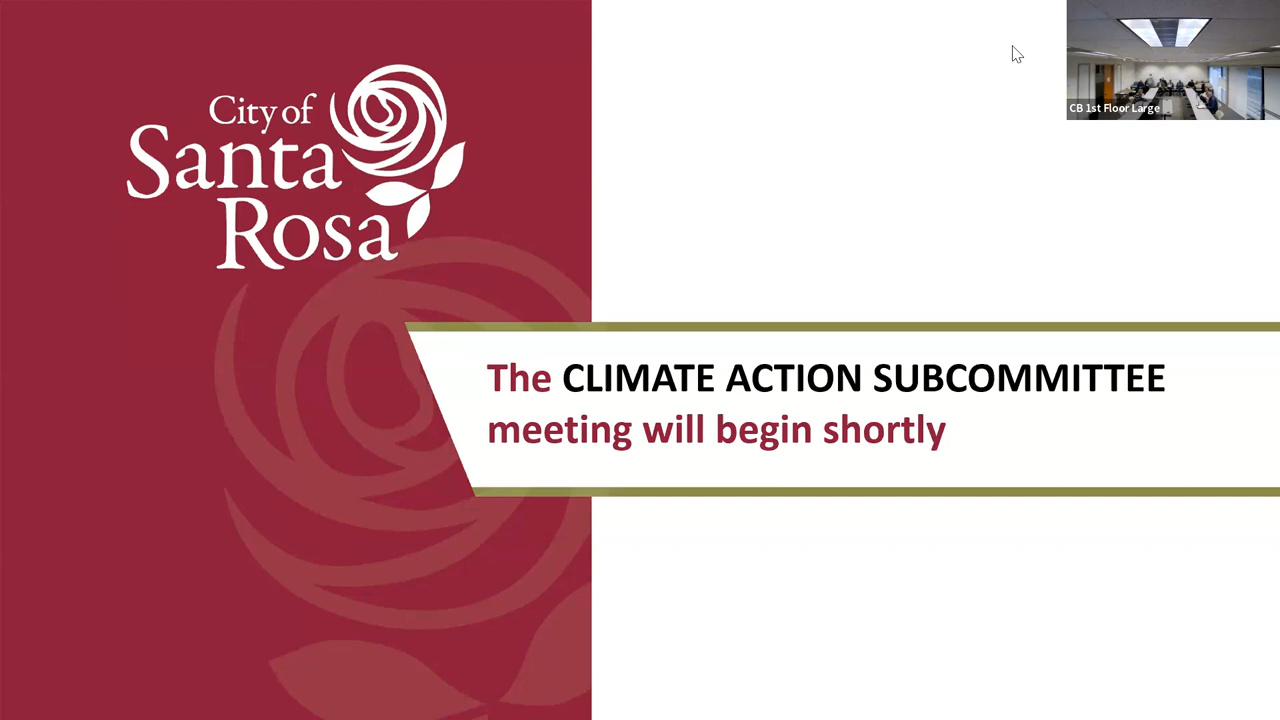 City of
Santa
Rosa
CB 1st Floor Large
The CLIMATE ACTION SUBCOMMITTEE
meeting will begin shortly